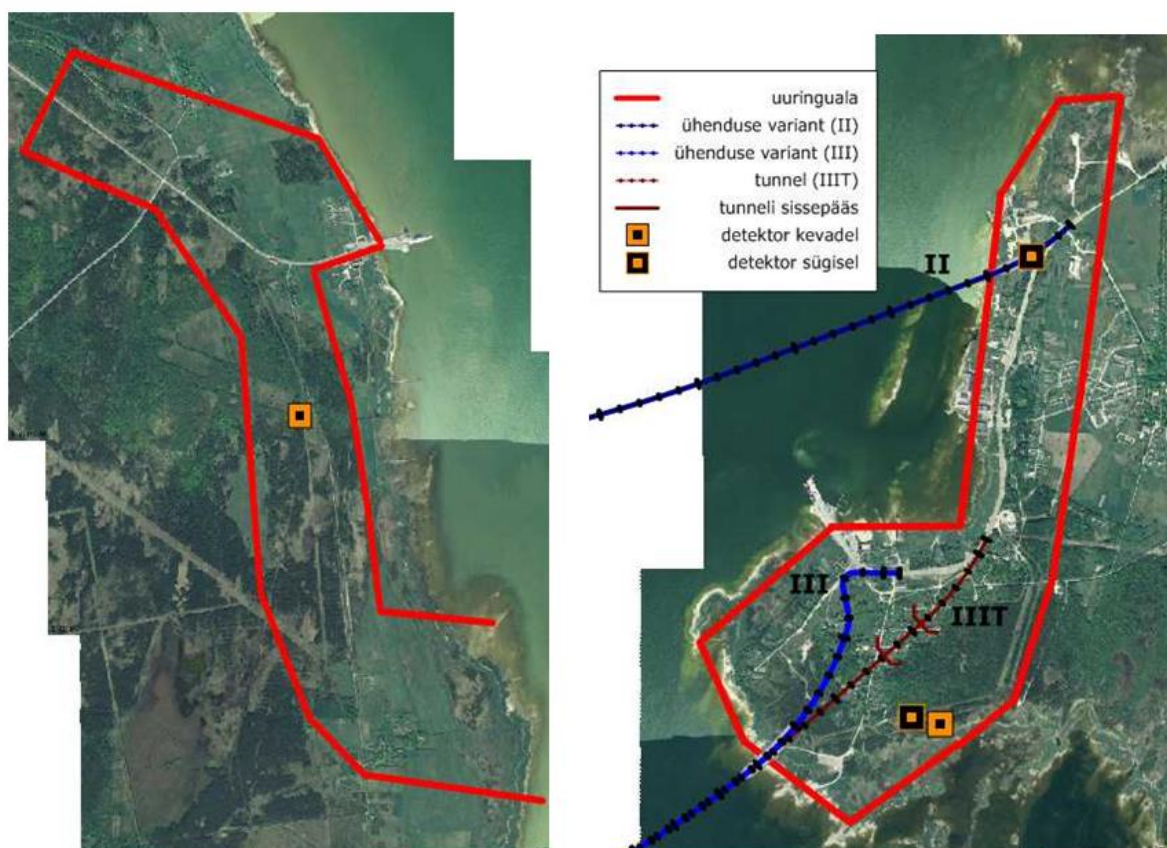 uuringuala
ühenduse variant (II)
ühenduse variant (III)
tunnel (IIIT)
tunneli sissepääs
detektor kevadel
detektor sügisel
II
III
IIIT